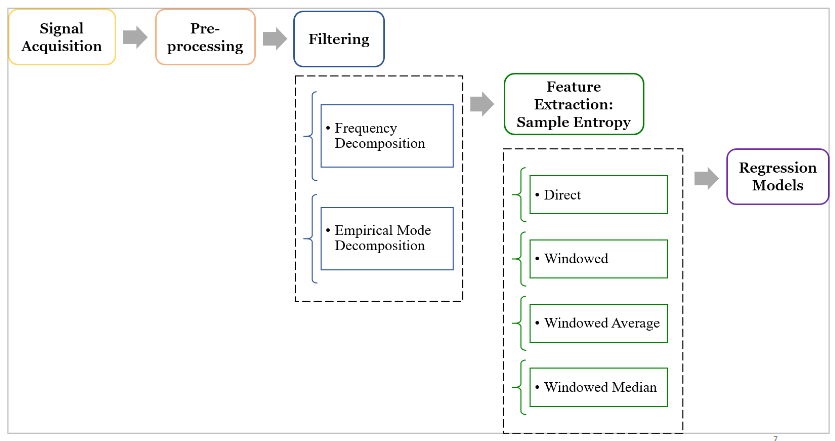 Signal
Acquisition
Pre-
processing
Filtering
• Frequency
Decomposition
• Empirical Mode
Decomposition
Feature
Extraction:
Sample Entropy
• Direct
• Windowed
• Windowed Average
• Windowed Median
Regression
Models
7